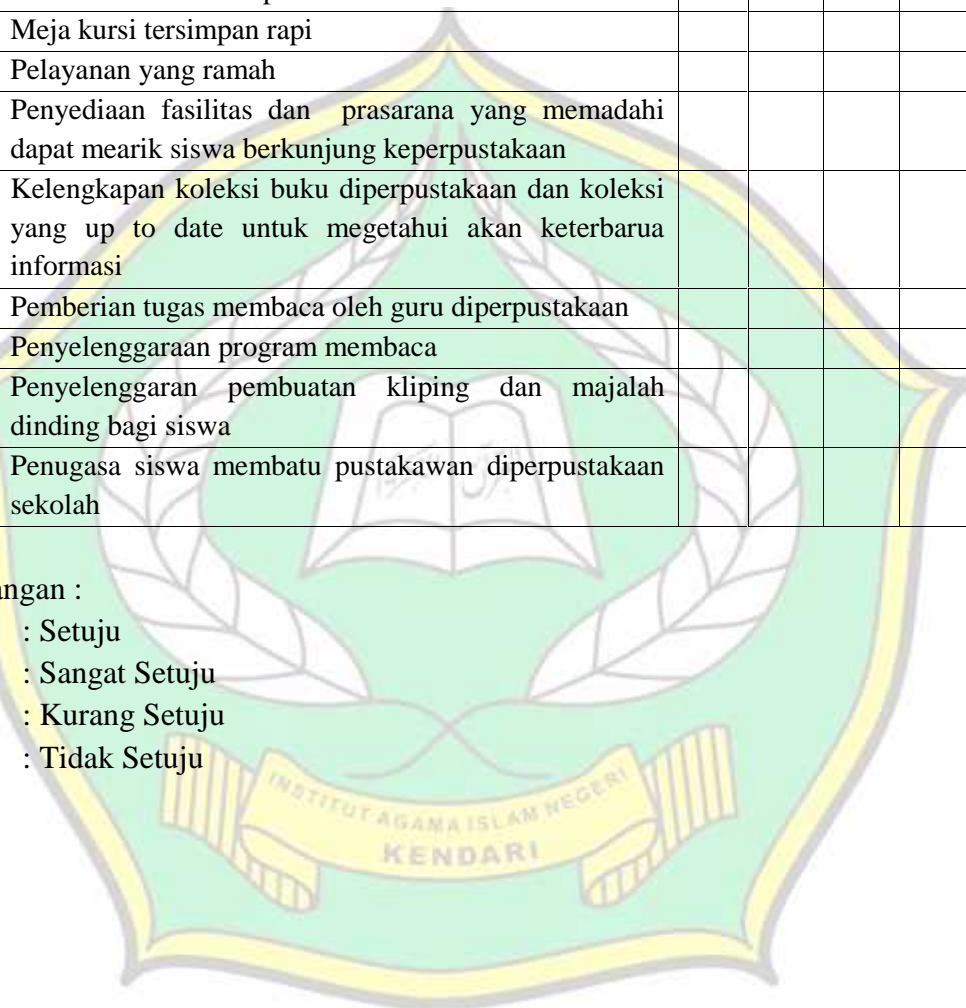 Meja kursi tersimpan rapi
Pelayanan yang ramah
Penyediaan fasilitas dan prasarana yang memadahi
dapat mearik siswa berkunjung keperpustakaan
Kelengkapan koleksi buku diperpustakaan dan koleksi
yang up to date untuk megetahui akan keterbarua
informasi
Pemberian tugas membaca oleh guru diperpustakaan
Penyelenggaraan program membaca
Penyelenggaran pembuatan kliping dan majalah
dinding bagi siswa
Penugasa siswa membatu pustakawan diperpustakaan
sekolah
angan :
: Setuju
: Sangat Setuju
: Kurang Setuju
: Tidak Setuju
INSTITUT AGAMA ISLAM NEGERI
KENDARI